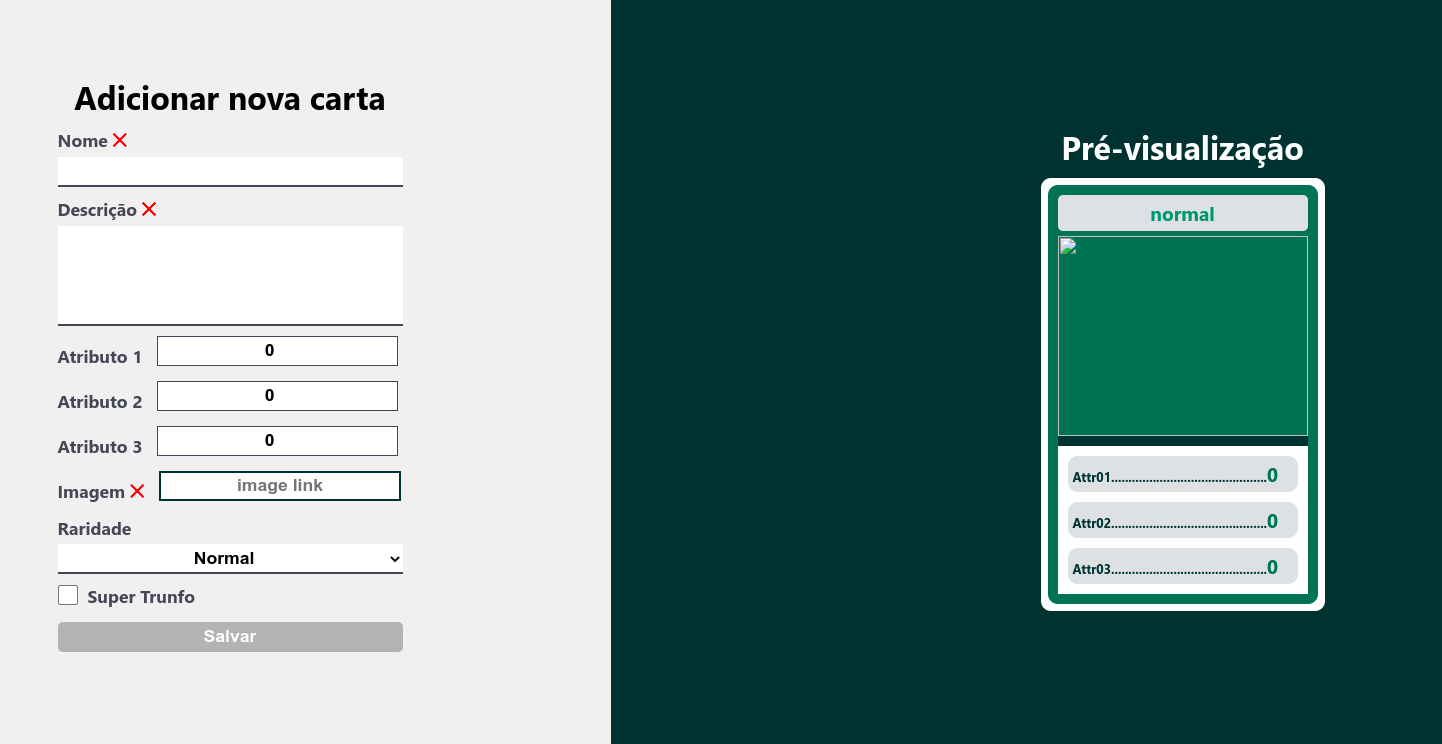 Adicionar nova carta
Nome
Descrição
Atributo 1
0
Atributo 2
0
Atributo 3
0
Imagem
image link
Raridade
Normal
Super Trunfo
Salvar
Pré-visualização
normal
Attr01.............................................0
Attr02.............................................0
Attr03.............................................0